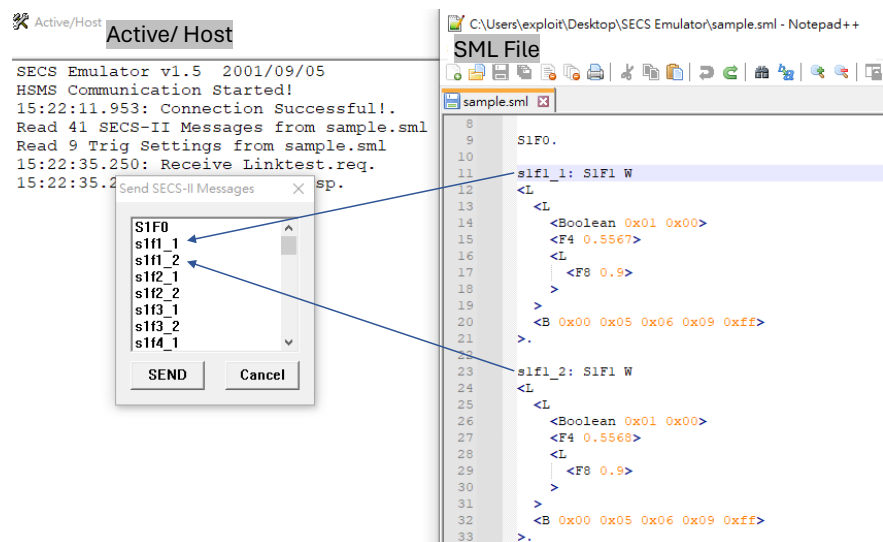 Active/Host
Active/ Host
SECS Emulator v1.5 2001/09/05
HSMS Communication Started!
15:22:11.953: Connection Successful!.
Read 41 SECS-II Messages from sample.sml
Read 9 Trig Settings from sample.sml
15:22:35.250: Receive Linktest.req.
15:22:35.2 sp.
Send SECS-II Messages
S1F0
s1f1_1
s1f1_2
s1f2_1
s1f2_2
s1f3_1
s1f3_2
s1f4_1
SEND Cancel
C:\Users\exploit\Desktop\SECS Emulator\sample.sml - Notepad++
SML File
sample.sml
8
9 S1F0.
10
11 s1f1_1: S1F1 W
12 <L
13 <L
14 <Boolean 0x01 0x00>
15 <F4 0.5567>
16 <L
17 <F8 0.9>
18 >
19 >
20 <B 0x00 0x05 0x06 0x09 0xff>
21 >.
22
23 s1f1_2: S1F1 W
24 <L
25 <L
26 <Boolean 0x01 0x00>
27 <F4 0.5568>
28 <L
29 <F8 0.9>
30 >
31 >
32 <B 0x00 0x05 0x06 0x09 0xff>
33 >.